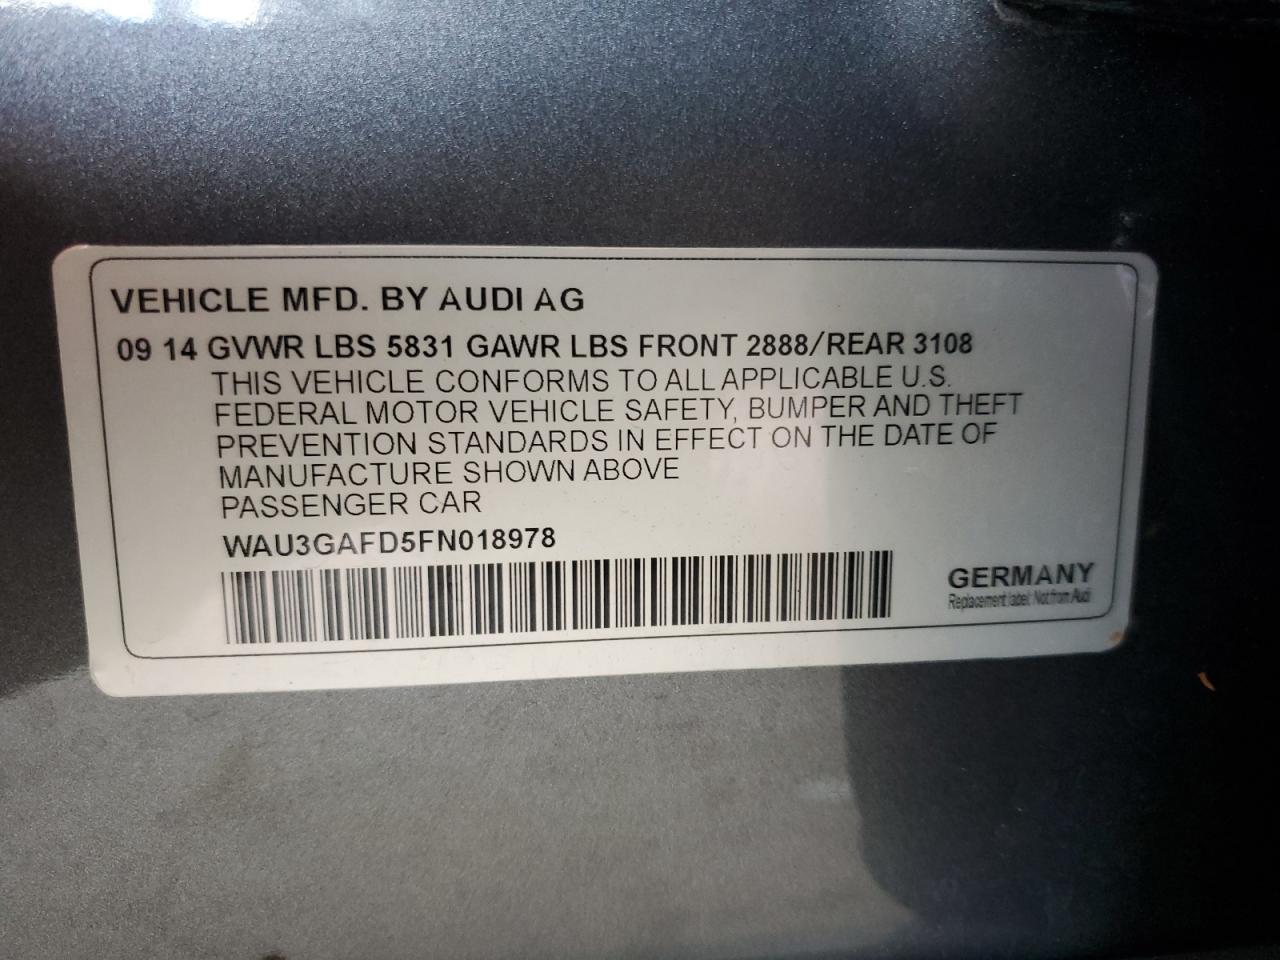 VEHICLE MFD. BY AUDI AG
09 14 GVWR LBS 5831 GAWR LBS FRONT 2888/REAR 3108
THIS VEHICLE CONFORMS TO ALL APPLICABLE U.S.
FEDERAL MOTOR VEHICLE SAFETY, BUMPER AND THEFT
PREVENTION STANDARDS IN EFFECT ON THE DATE OF
MANUFACTURE SHOWN ABOVE
PASSENGER CAR
WAU3GAFD5FN018978
GERMANY
Replacement label: Not from Audi